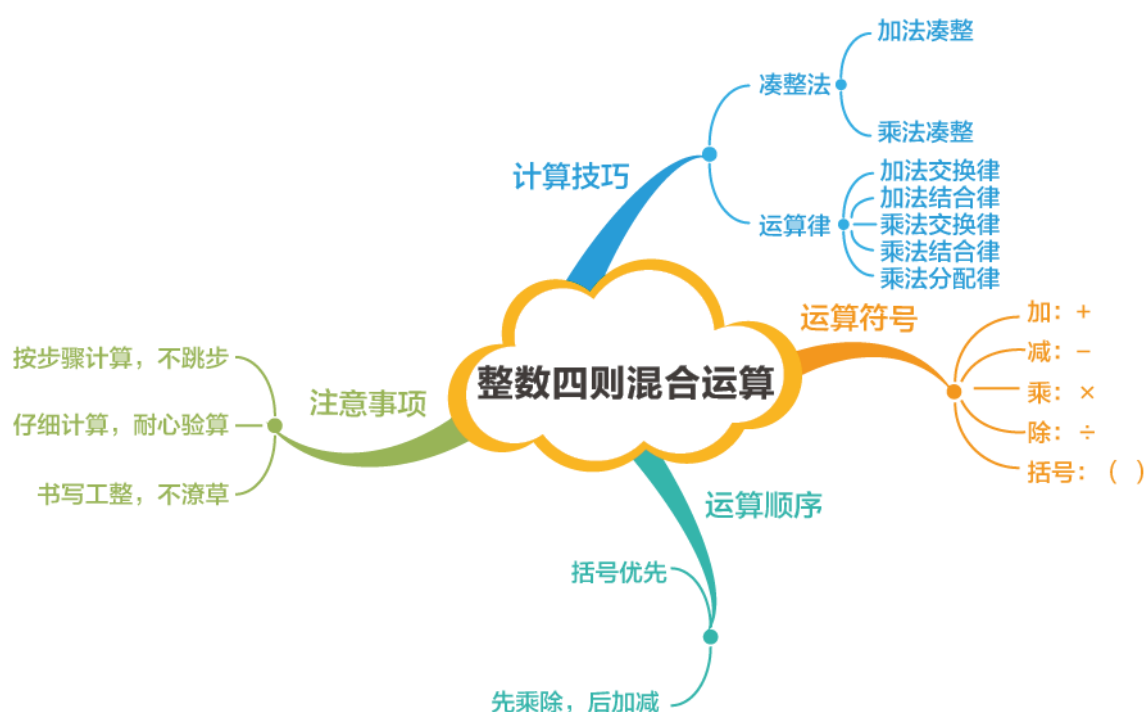 整数四则混合运算
计算技巧
凑整法
加法凑整
乘法凑整
运算律
加法交换律
加法结合律
乘法交换律
乘法结合律
乘法分配律
运算符号
加：+
减：−
乘：×
除：÷
括号：（ ）
运算顺序
括号优先
先乘除，后加减
注意事项
按步骤计算，不跳步
仔细计算，耐心验算
书写工整，不潦草